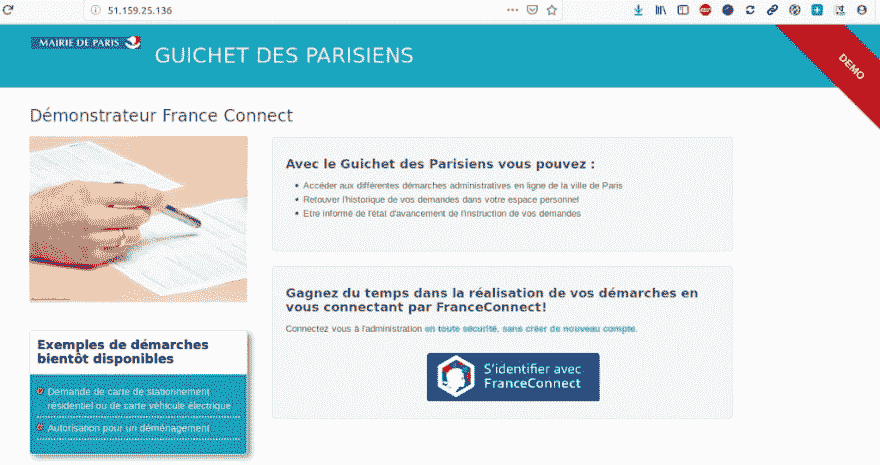 51.159.25.136
MAIRIE DE PARIS
GUICHET DES PARISIENS
DEMO
Démonstrateur France Connect
Avec le Guichet des Parisiens vous pouvez :
Accéder aux différentes démarches administratives en ligne de la ville de Paris
Retouver l'historique de vos demandes dans votre espace personnel
Etre informé de l'état d'avancement de l'instruction de vos demandes
Gagnez du temps dans la réalisation de vos démarches en
vous connectant par FranceConnect!
Connectez vous à l'administration en toute sécurité, sans créer de nouveau compte.
S'identifier avec
FranceConnect
Exemples de démarches
bientôt disponibles
Demande de carte de stationnement
résidentiel ou de carte véhicule électrique
Autorisation pour un déménagement